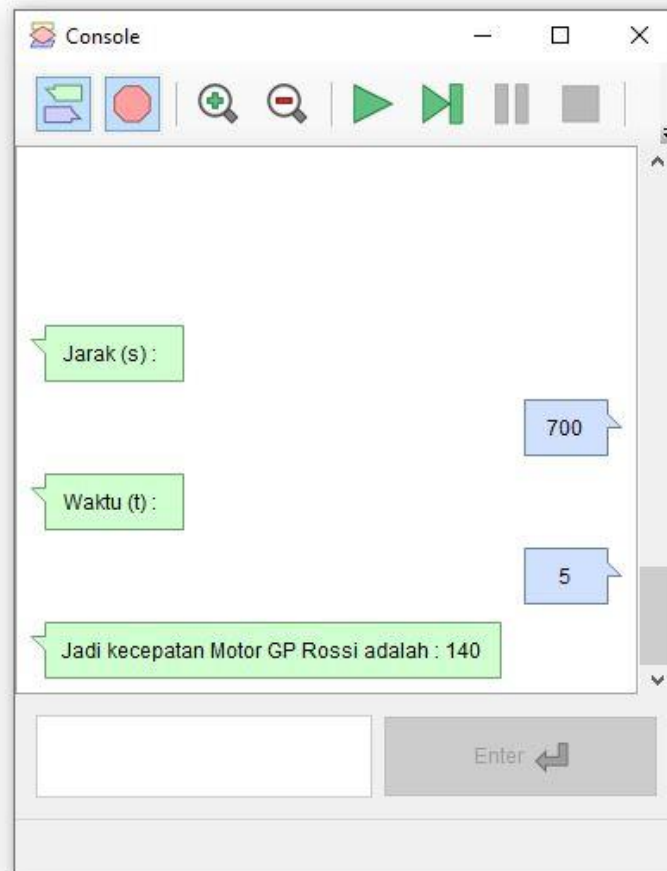 Console
Jarak (s) :
700
Waktu (t) :
5
Jadi kecepatan Motor GP Rossi adalah : 140
Enter